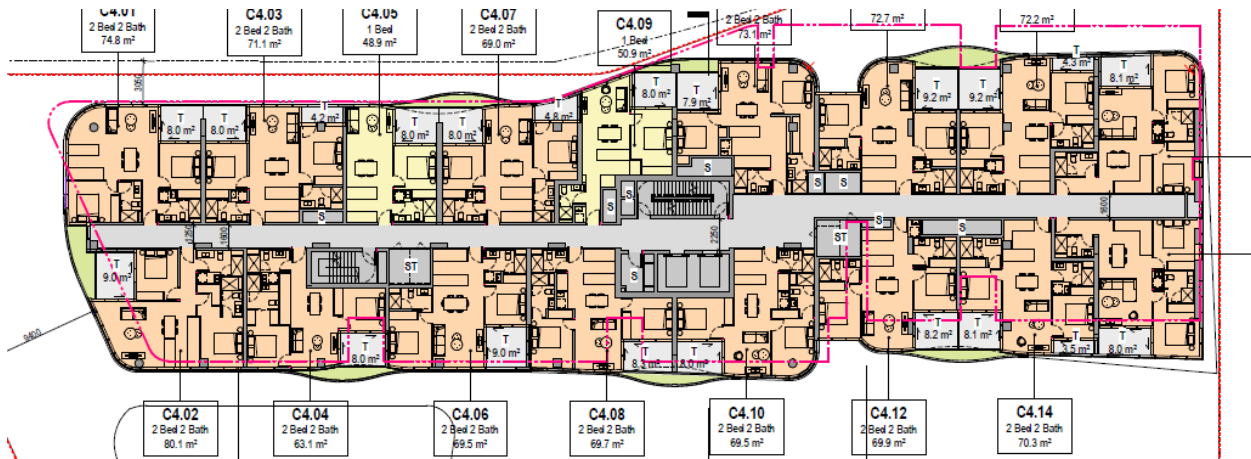 C4.01
2 Bed 2 Bath
74.8 m²
C4.03
2 Bed 2 Bath
71.1 m²
C4.05
1 Bed
48.9 m²
C4.07
2 Bed 2 Bath
69.0 m²
C4.09
1 Bed
50.9 m²
2 Bed 2 Bath
73.1 m²
72.7 m²
72.2 m²
3050
T
8.0 m²
T
8.0 m²
T
4.2 m²
T
8.0 m²
T
8.0 m²
T
4.8 m²
T
8.0 m²
T
7.9 m²
T
9.2 m²
T
9.2 m²
T
4.3 m²
T
8.1 m²
S
S
S
S
S
1250
1600
2250
1600
ST
S
ST
S
S
T
9.0 m²
9400
T
8.0 m²
T
9.0 m²
T
8.3 m²
T
8.0 m²
T
8.2 m²
T
8.1 m²
T
3.5 m²
T
8.0 m²
C4.02
2 Bed 2 Bath
80.1 m²
C4.04
2 Bed 2 Bath
63.1 m²
C4.06
2 Bed 2 Bath
69.5 m²
C4.08
2 Bed 2 Bath
69.7 m²
C4.10
2 Bed 2 Bath
69.5 m²
C4.12
2 Bed 2 Bath
69.9 m²
C4.14
2 Bed 2 Bath
70.3 m²